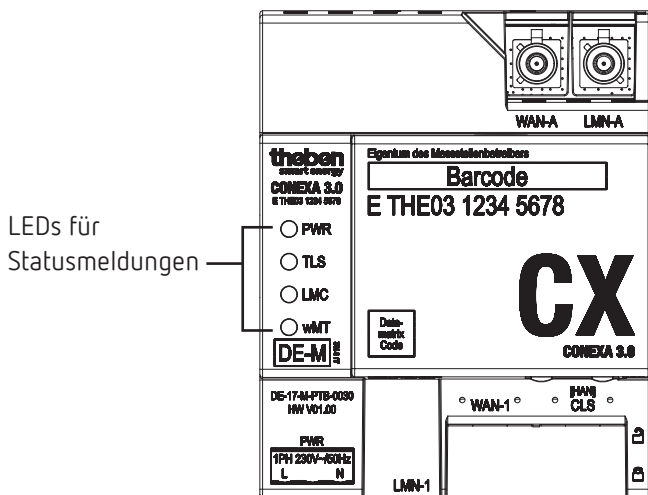 WAN-A LMN-A
theben
smart energy
CONEXA 3.0
E THE03 1234 5678
Eigentum des Messstellenbetreibers
Barcode
E THE03 1234 5678
LEDs für
Statusmeldungen
PWR
TLS
LMC
wMT
DE-M
CX
CONEXA 3.0
Data-
matrix
Code
DE-17-M-PTB-0030
HW V01.00
PWR
1PH 230V~/50Hz
L N
LMN-1
WAN-1
[HAN]
CLS